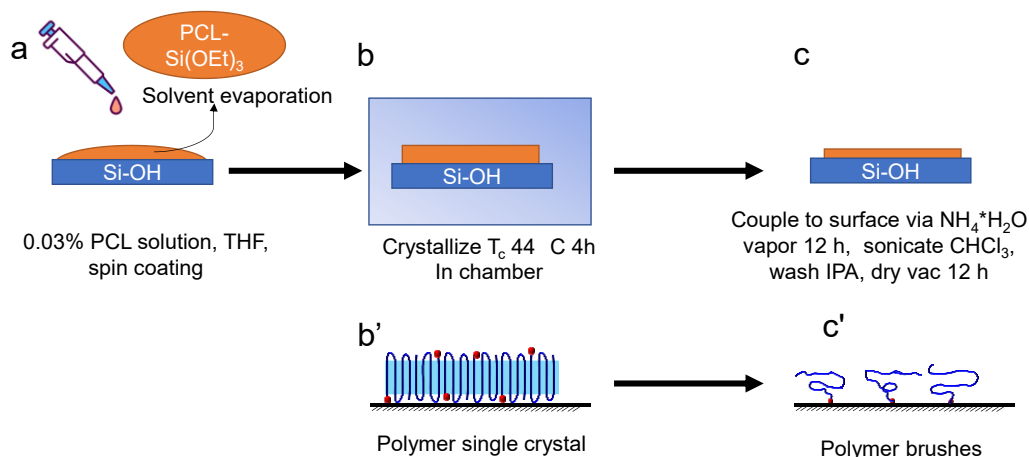 a
PCL-
Si(OEt)₃
Solvent evaporation
Si-OH
0.03% PCL solution, THF,
spin coating
b
Si-OH
Crystallize T꜀ 44 C 4h
In chamber
c
Si-OH
Couple to surface via NH₄*H₂O
vapor 12 h, sonicate CHCl₃,
wash IPA, dry vac 12 h
b’
Polymer single crystal
c'
Polymer brushes